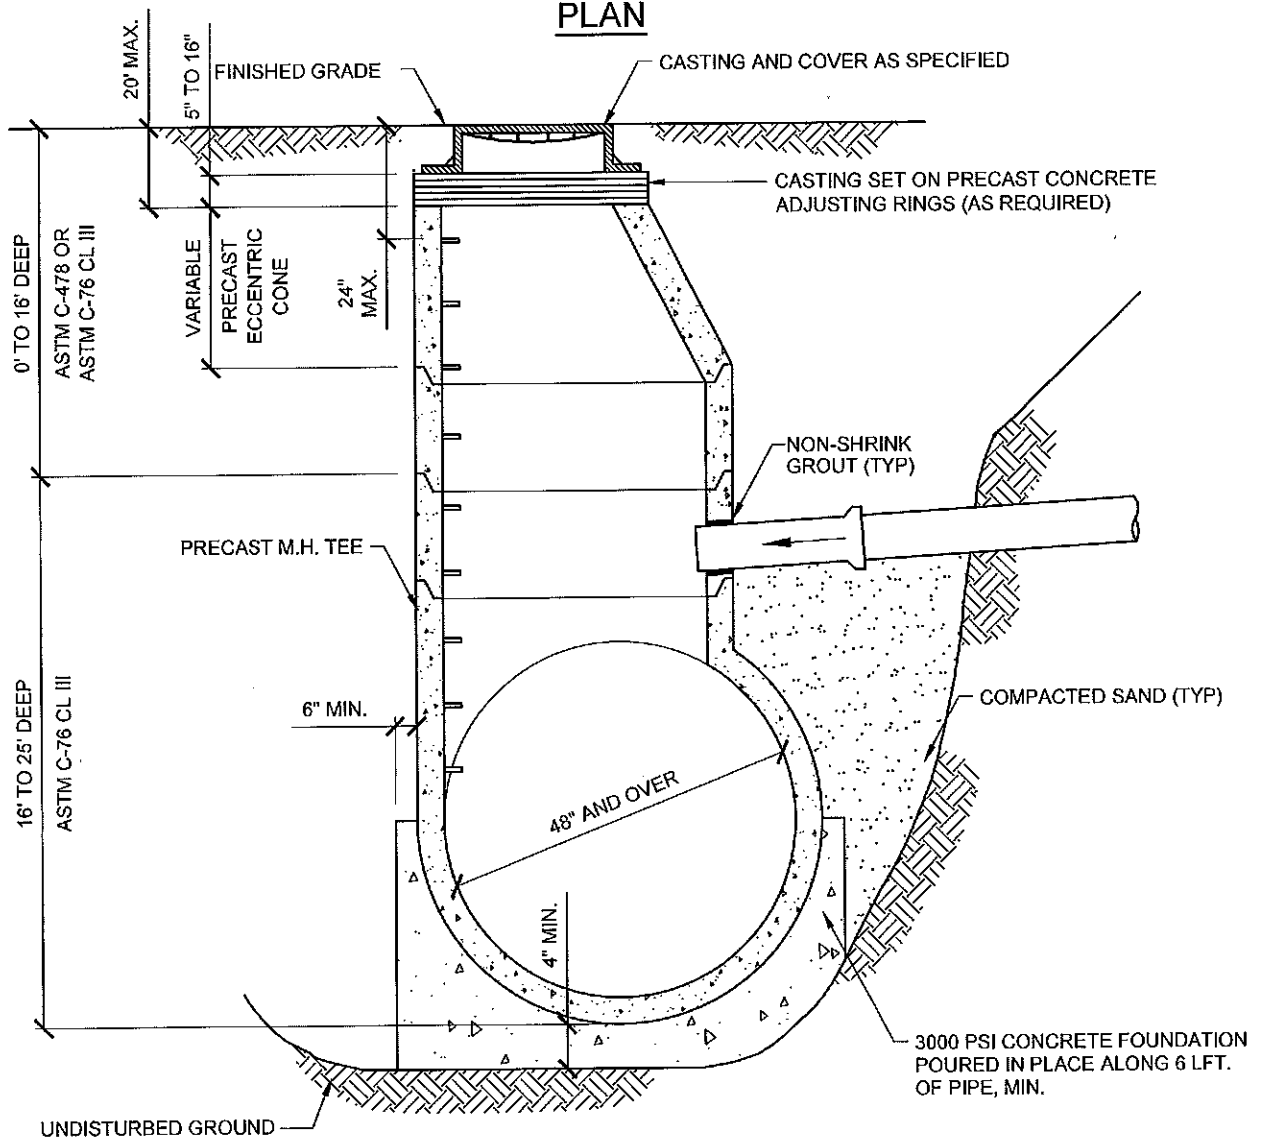 PLAN
20' MAX.
5" TO 16"
FINISHED GRADE
CASTING AND COVER AS SPECIFIED
CASTING SET ON PRECAST CONCRETE
ADJUSTING RINGS (AS REQUIRED)
0' TO 16' DEEP
ASTM C-478 OR
ASTM C-76 CL III
VARIABLE
PRECAST
ECCENTRIC
CONE
24"
MAX.
NON-SHRINK
GROUT (TYP)
PRECAST M.H. TEE
16' TO 25' DEEP
ASTM C-76 CL III
6" MIN.
COMPACTED SAND (TYP)
48" AND OVER
4" MIN.
3000 PSI CONCRETE FOUNDATION
POURED IN PLACE ALONG 6 LFT.
OF PIPE, MIN.
UNDISTURBED GROUND